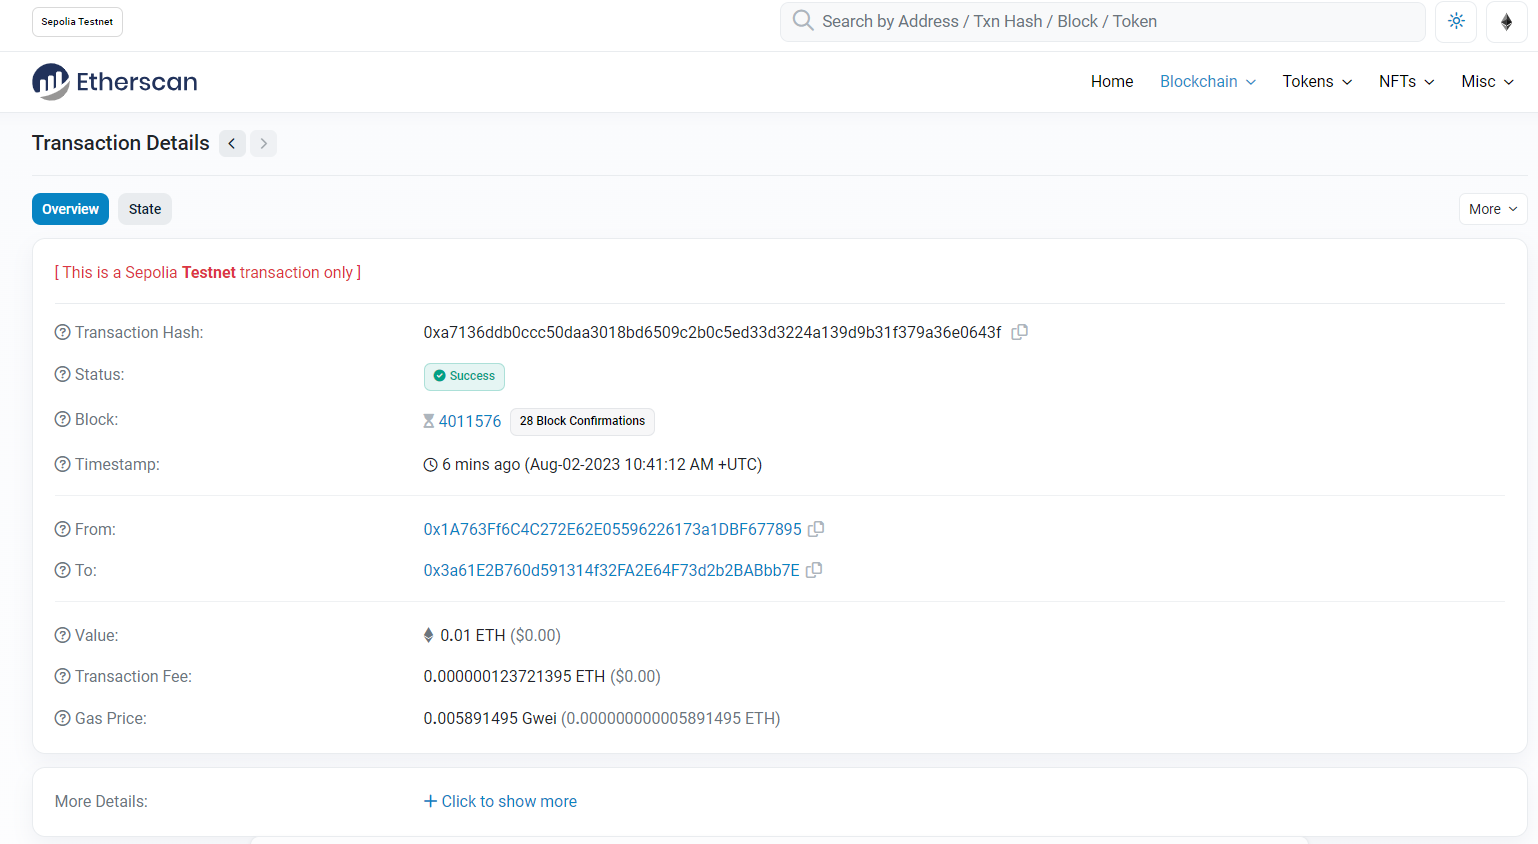 Sepolia Testnet
Search by Address / Txn Hash / Block / Token
Etherscan
Home Blockchain Tokens NFTs Misc
Transaction Details
Overview State More
[ This is a Sepolia Testnet transaction only ]
Transaction Hash: 0xa7136ddb0ccc50daa3018bd6509c2b0c5ed33d3224a139d9b31f379a36e0643f
Status: Success
Block: 4011576 28 Block Confirmations
Timestamp: 6 mins ago (Aug-02-2023 10:41:12 AM +UTC)
From: 0x1A763Ff6C4C272E62E05596226173a1DBF677895
To: 0x3a61E2B760d591314f32FA2E64F73d2b2BABbb7E
Value: 0.01 ETH ($0.00)
Transaction Fee: 0.000000123721395 ETH ($0.00)
Gas Price: 0.005891495 Gwei (0.000000000005891495 ETH)
More Details: + Click to show more